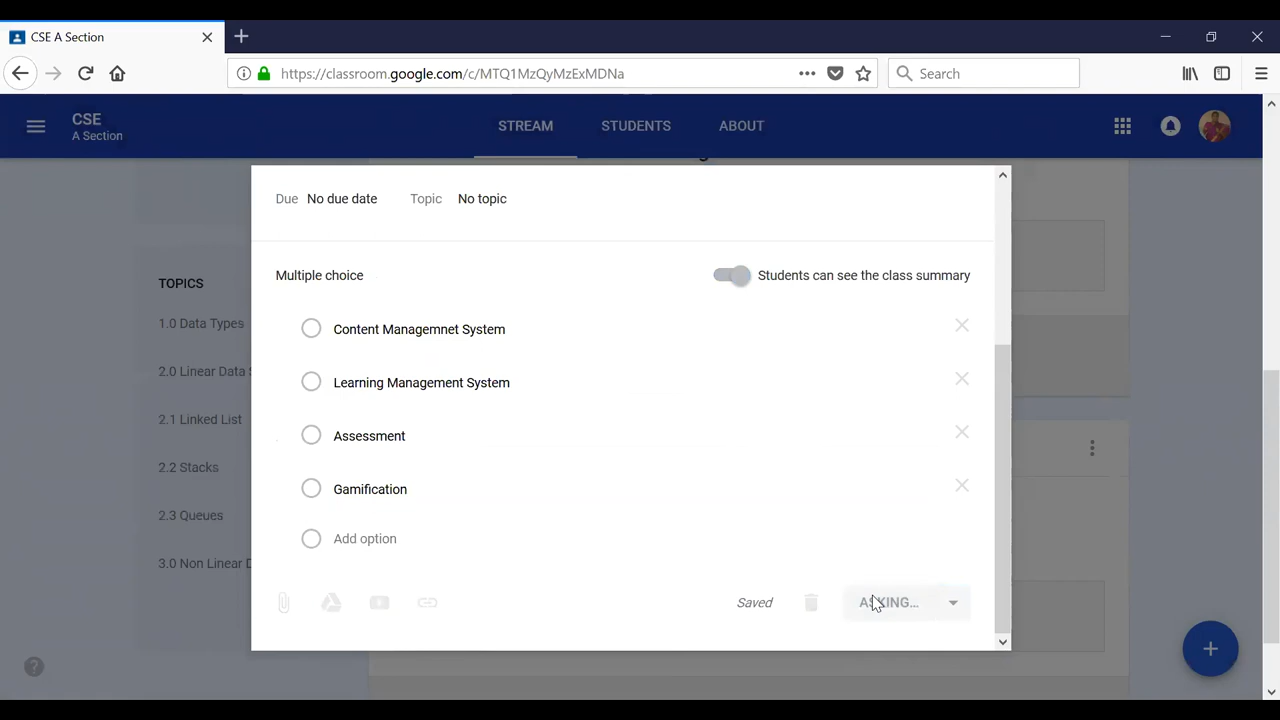 CSE A Section
https://classroom.google.com/c/MTQ1MzQyMzExMDNa
Search
CSE
A Section
STREAM STUDENTS ABOUT
Due No due date Topic No topic
Multiple choice
Students can see the class summary
Content Managemnet System
Learning Management System
Assessment
Gamification
Add option
Saved
ASKING...
TOPICS
1.0 Data Types
2.0 Linear Data
2.1 Linked List
2.2 Stacks
2.3 Queues
3.0 Non Linear